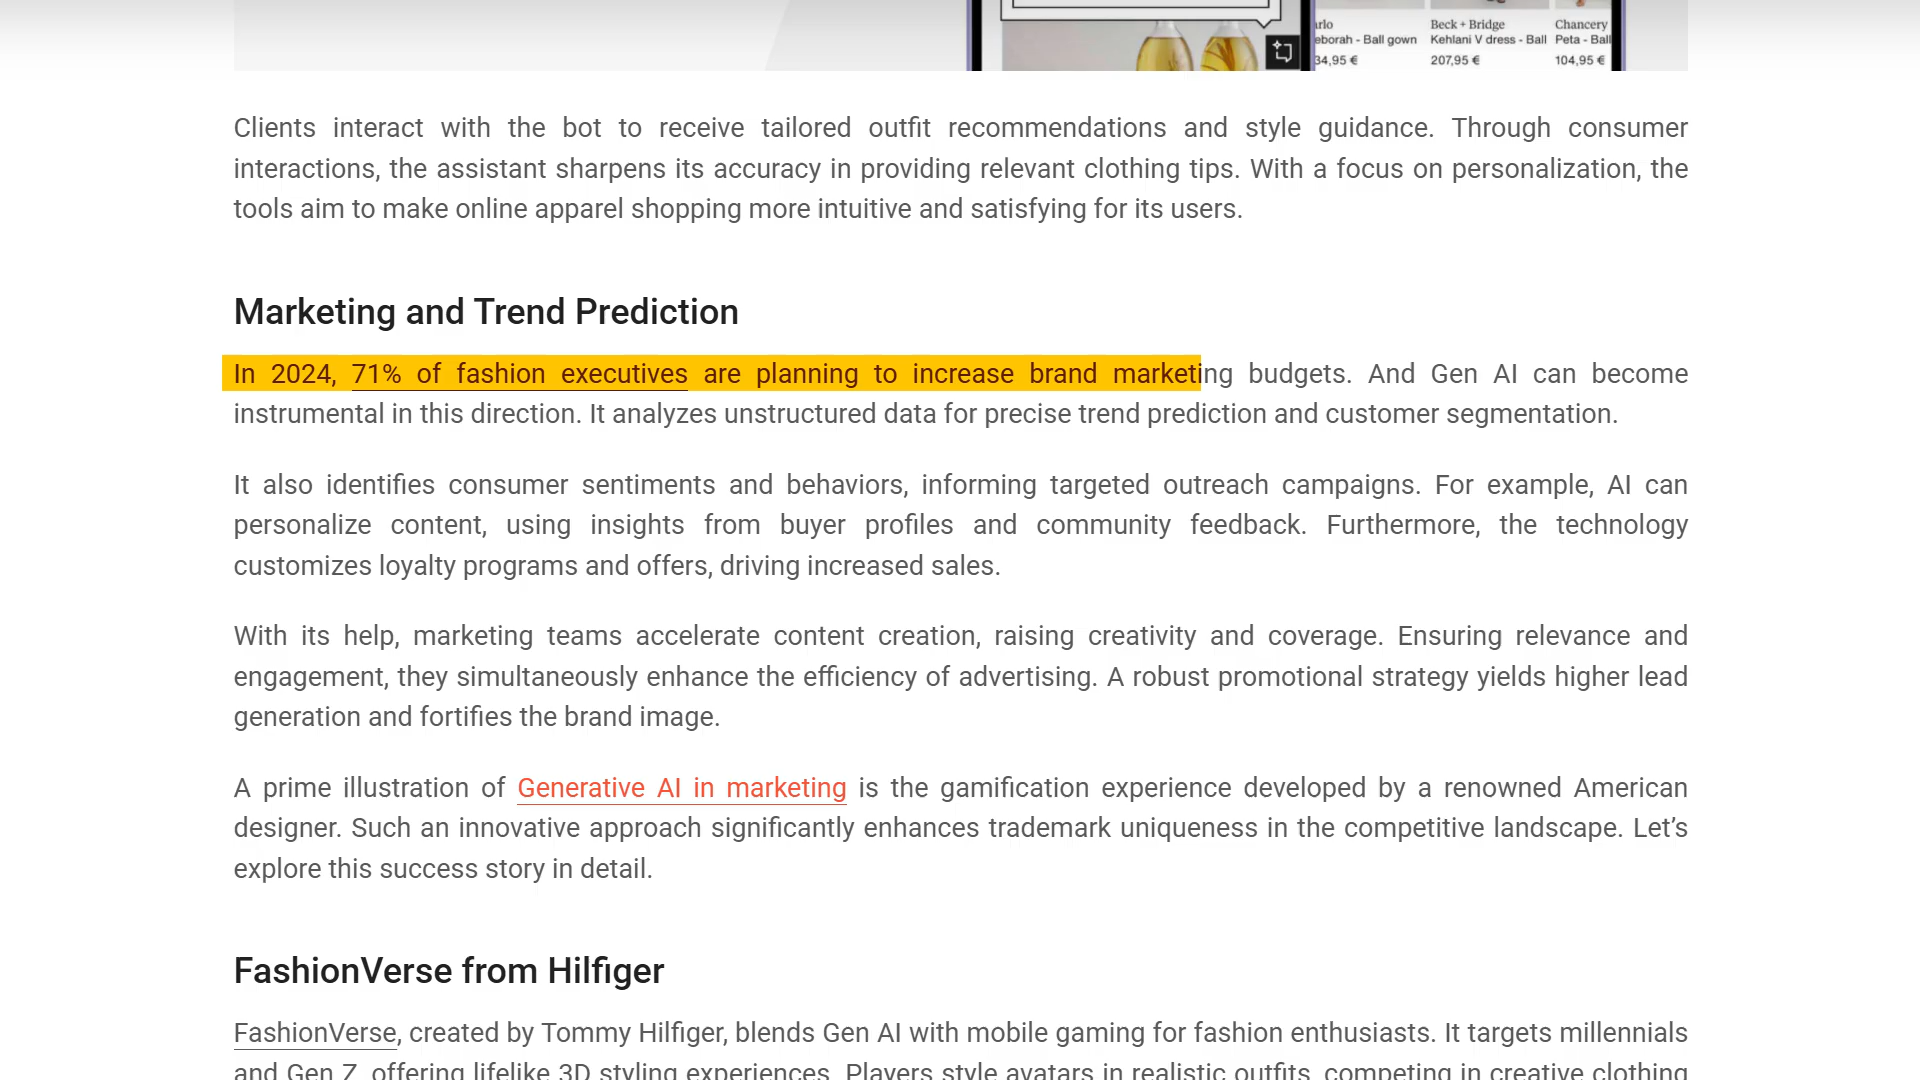 rlo
eborah - Ball gown
34,95 €
Beck + Bridge
Kehlani V dress - Ball
207,95 €
Chancery
Peta - Ball
104,95 €
Clients interact with the bot to receive tailored outfit recommendations and style guidance. Through consumer
interactions, the assistant sharpens its accuracy in providing relevant clothing tips. With a focus on personalization, the
tools aim to make online apparel shopping more intuitive and satisfying for its users.
Marketing and Trend Prediction
In 2024, 71% of fashion executives are planning to increase brand marketing budgets. And Gen AI can become
instrumental in this direction. It analyzes unstructured data for precise trend prediction and customer segmentation.
It also identifies consumer sentiments and behaviors, informing targeted outreach campaigns. For example, AI can
personalize content, using insights from buyer profiles and community feedback. Furthermore, the technology
customizes loyalty programs and offers, driving increased sales.
With its help, marketing teams accelerate content creation, raising creativity and coverage. Ensuring relevance and
engagement, they simultaneously enhance the efficiency of advertising. A robust promotional strategy yields higher lead
generation and fortifies the brand image.
A prime illustration of Generative AI in marketing is the gamification experience developed by a renowned American
designer. Such an innovative approach significantly enhances trademark uniqueness in the competitive landscape. Let’s
explore this success story in detail.
FashionVerse from Hilfiger
FashionVerse, created by Tommy Hilfiger, blends Gen AI with mobile gaming for fashion enthusiasts. It targets millennials
and Gen Z, offering lifelike 3D styling experiences. Players style avatars in realistic outfits, competing in creative clothing